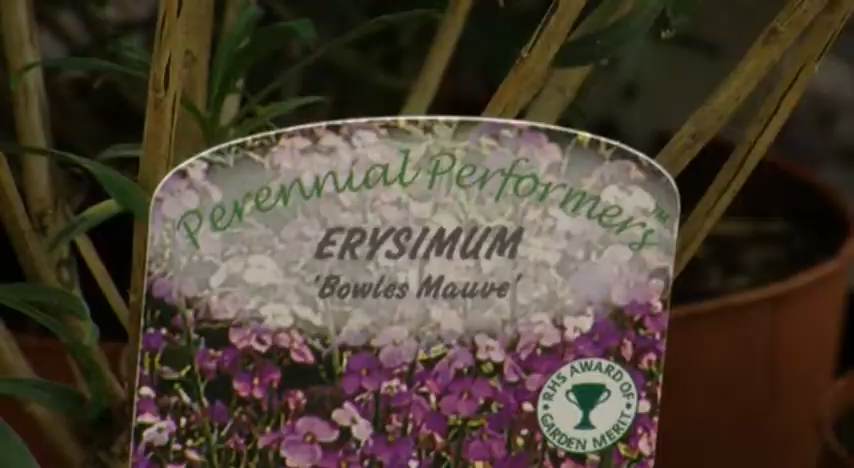 Perennial Performers™
ERYSIMUM
'Bowles Mauve'
• RHS AWARD OF •
GARDEN MERIT